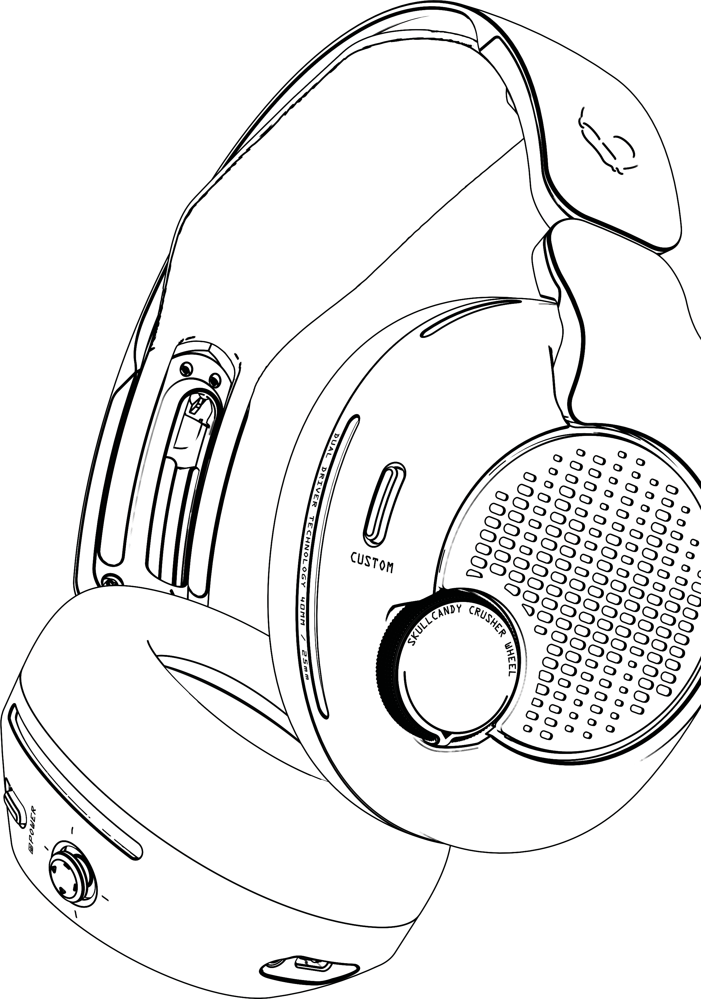 DUAL DRIVER TECHNOLOGY 40MM / 25mm
CUSTOM
SKULLCANDY CRUSHER WHEEL
POWER